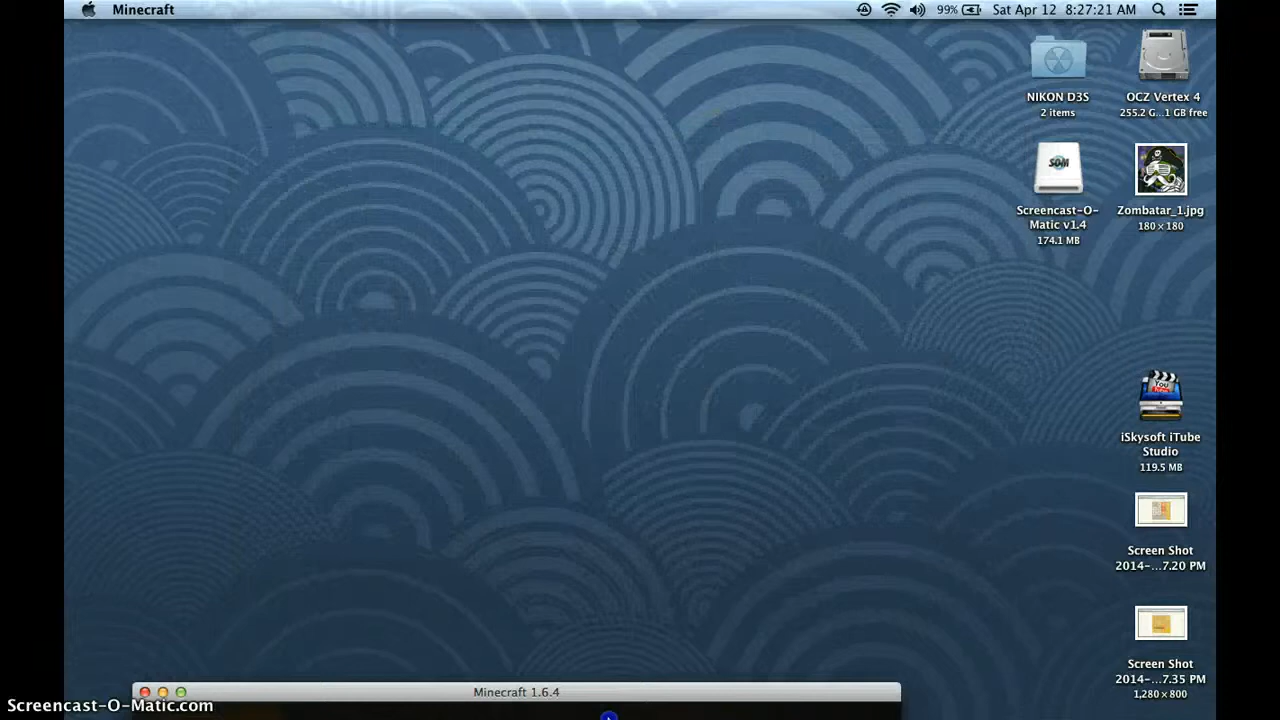 Minecraft
99%
Sat Apr 12 8:27:21 AM
NIKON D3S
2 items
OCZ Vertex 4
255.2 G...1 GB free
SOM
Screencast-O-
Matic v1.4
174.1 MB
Zombatar_1.jpg
180×180
You
Tube
iSkysoft iTube
Studio
119.5 MB
Screen Shot
2014-...7.20 PM
Screen Shot
2014-...7.35 PM
1,280×800
Minecraft 1.6.4
Screencast-O-Matic.com